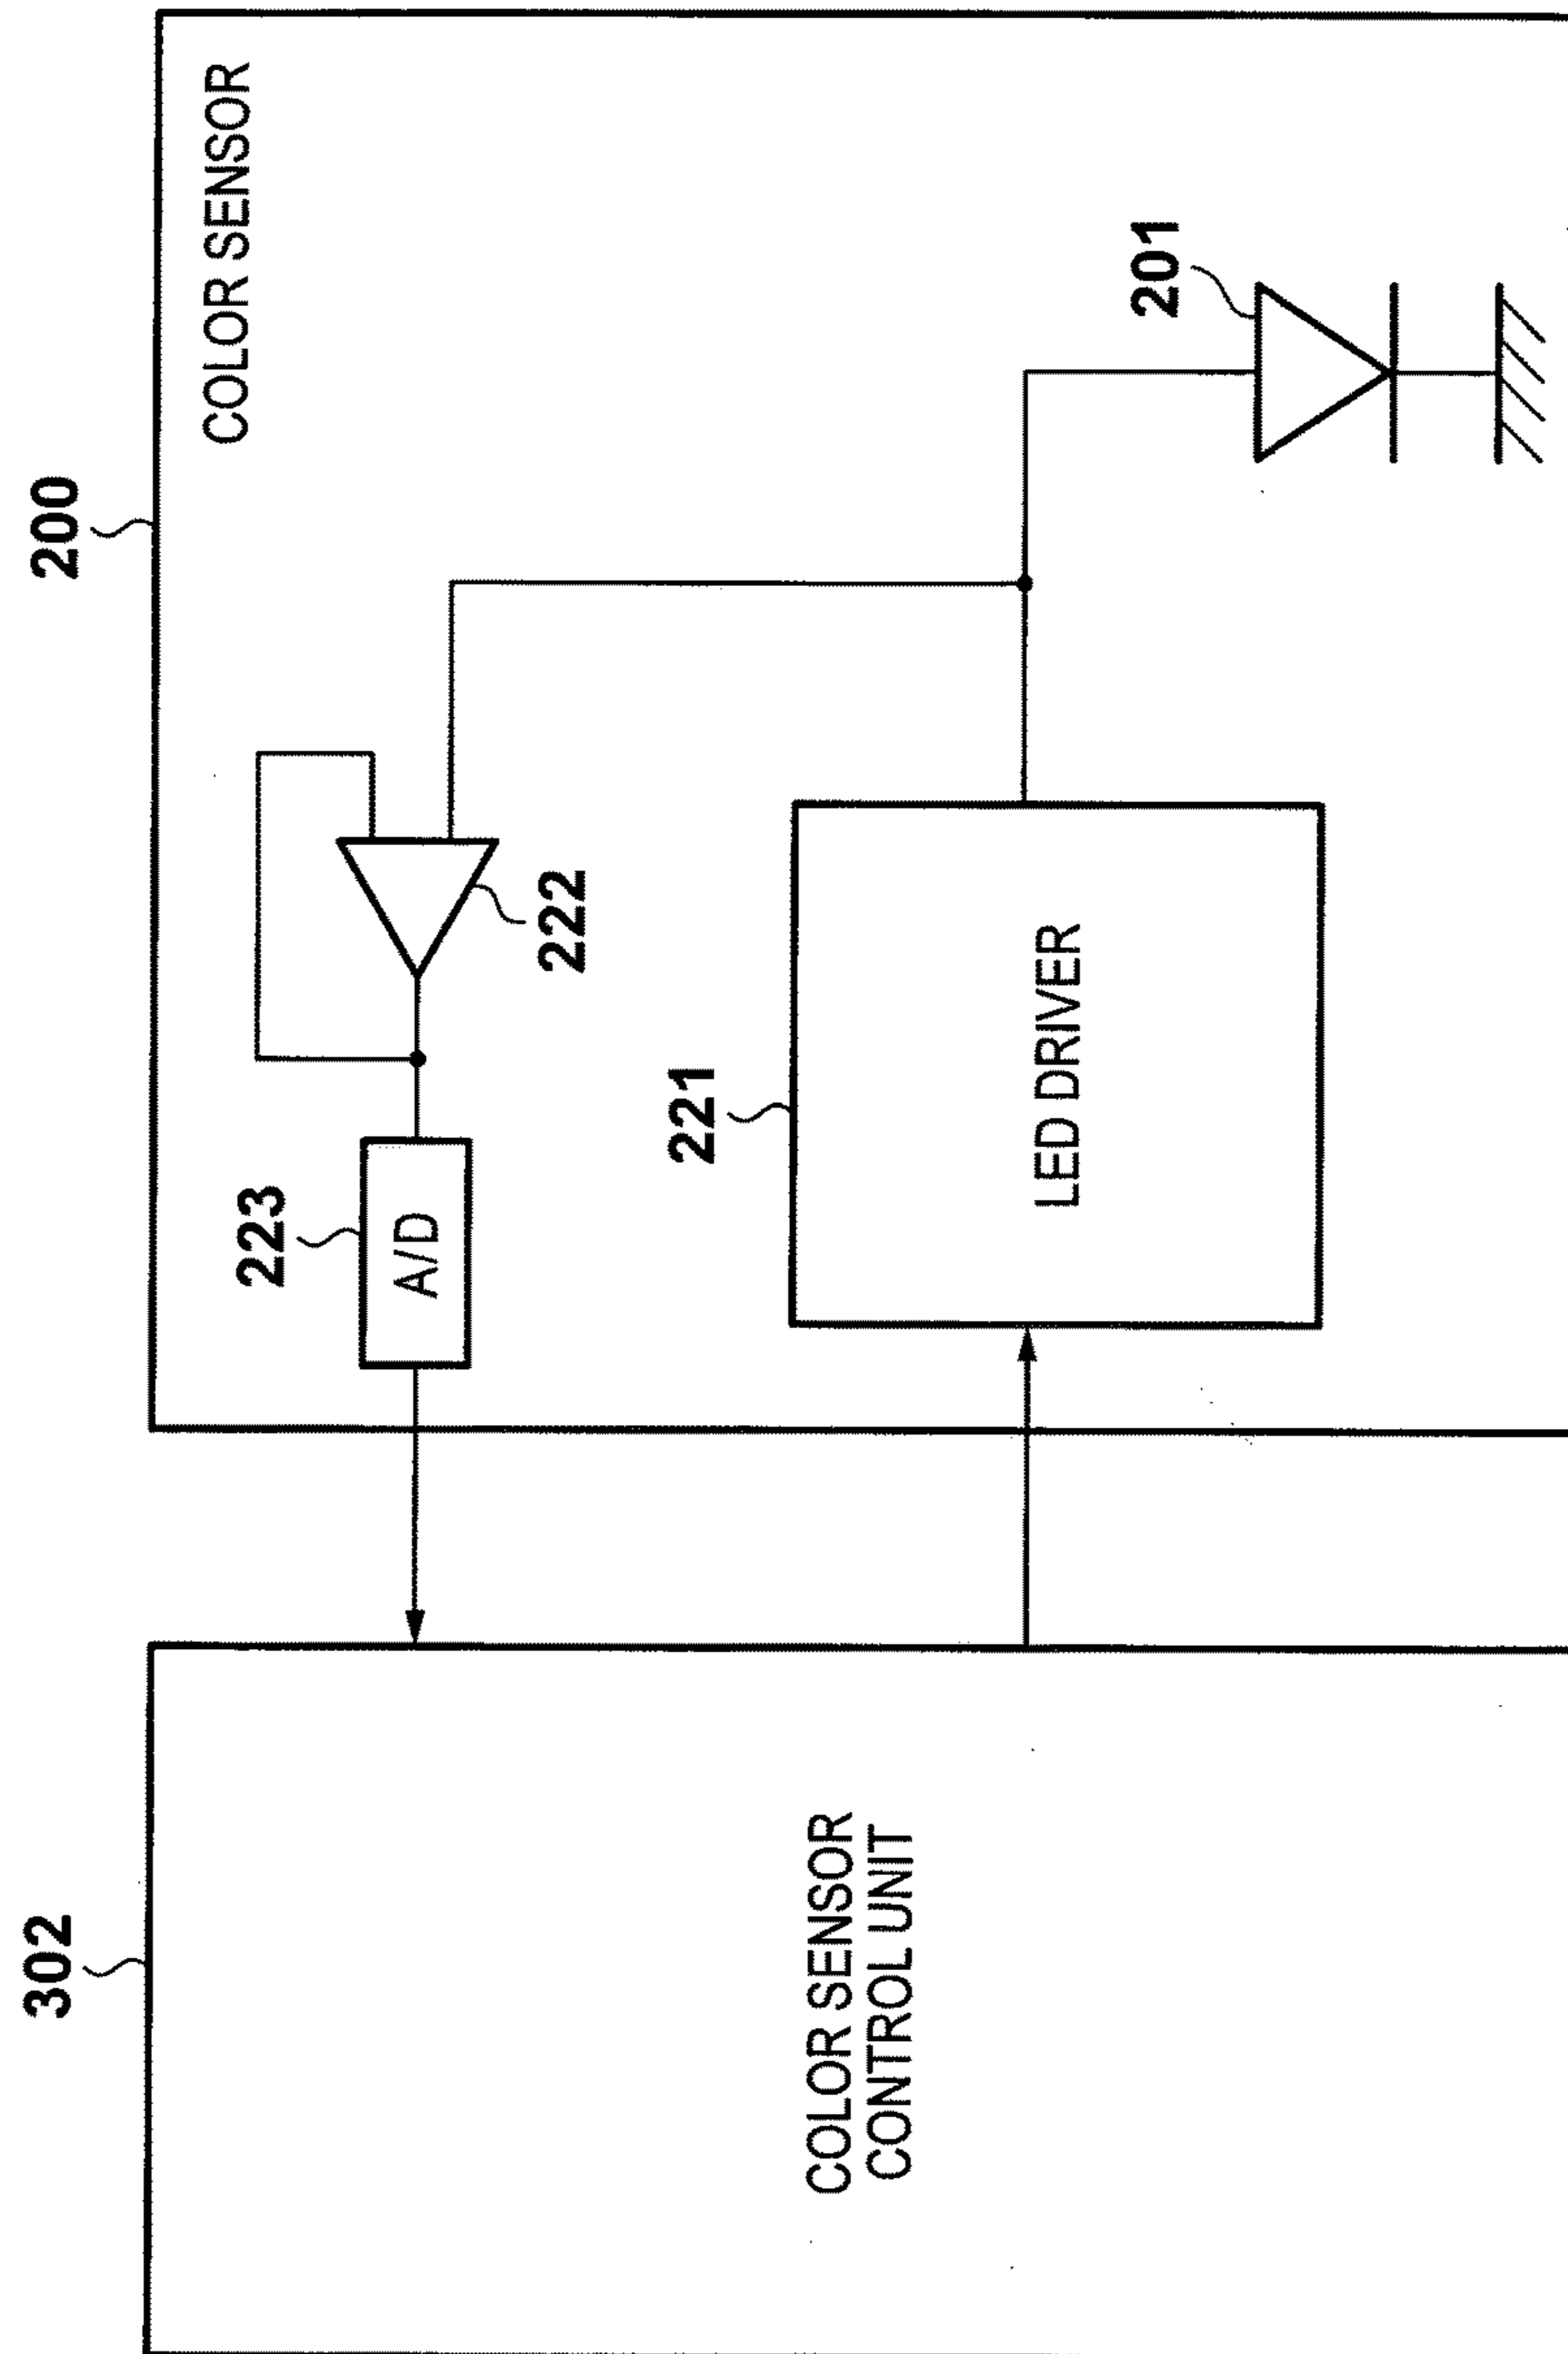 302
200
COLOR SENSOR
CONTROL UNIT
COLOR SENSOR
223
A/D
222
221
LED DRIVER
201